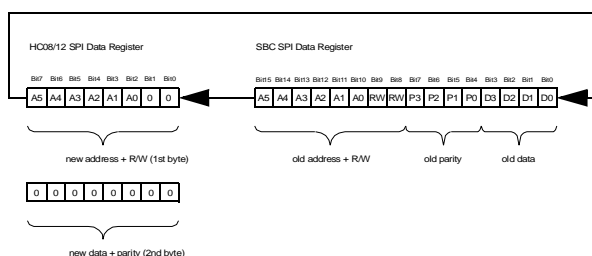 HC08/12 SPI Data Register
SBC SPI Data Register
Bit7 Bit6 Bit5 Bit4 Bit3 Bit2 Bit1 Bit0
Bit15 Bit14 Bit13 Bit12 Bit11 Bit10 Bit9 Bit8 Bit7 Bit6 Bit5 Bit4 Bit3 Bit2 Bit1 Bit0
A5 A4 A3 A2 A1 A0 0 0
A5 A4 A3 A2 A1 A0 RW RW P3 P2 P1 P0 D3 D2 D1 D0
new address + R/W (1st byte)
old address + R/W
old parity
old data
0 0 0 0 0 0 0 0
new data + parity (2nd byte)